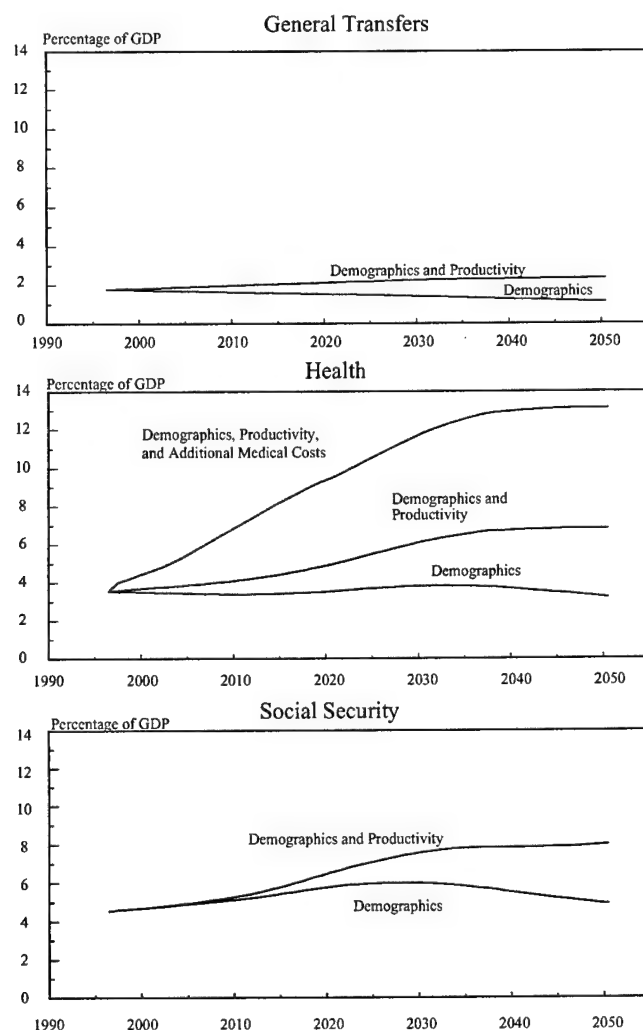 General Transfers
Percentage of GDP
14
12
10
8
6
4
2
0
Demographics and Productivity
Demographics
1990 2000 2010 2020 2030 2040 2050
Health
Percentage of GDP
14
12
10
8
6
4
2
0
Demographics, Productivity,
and Additional Medical Costs
Demographics and
Productivity
Demographics
1990 2000 2010 2020 2030 2040 2050
Social Security
Percentage of GDP
14
12
10
8
6
4
2
0
Demographics and Productivity
Demographics
1990 2000 2010 2020 2030 2040 2050